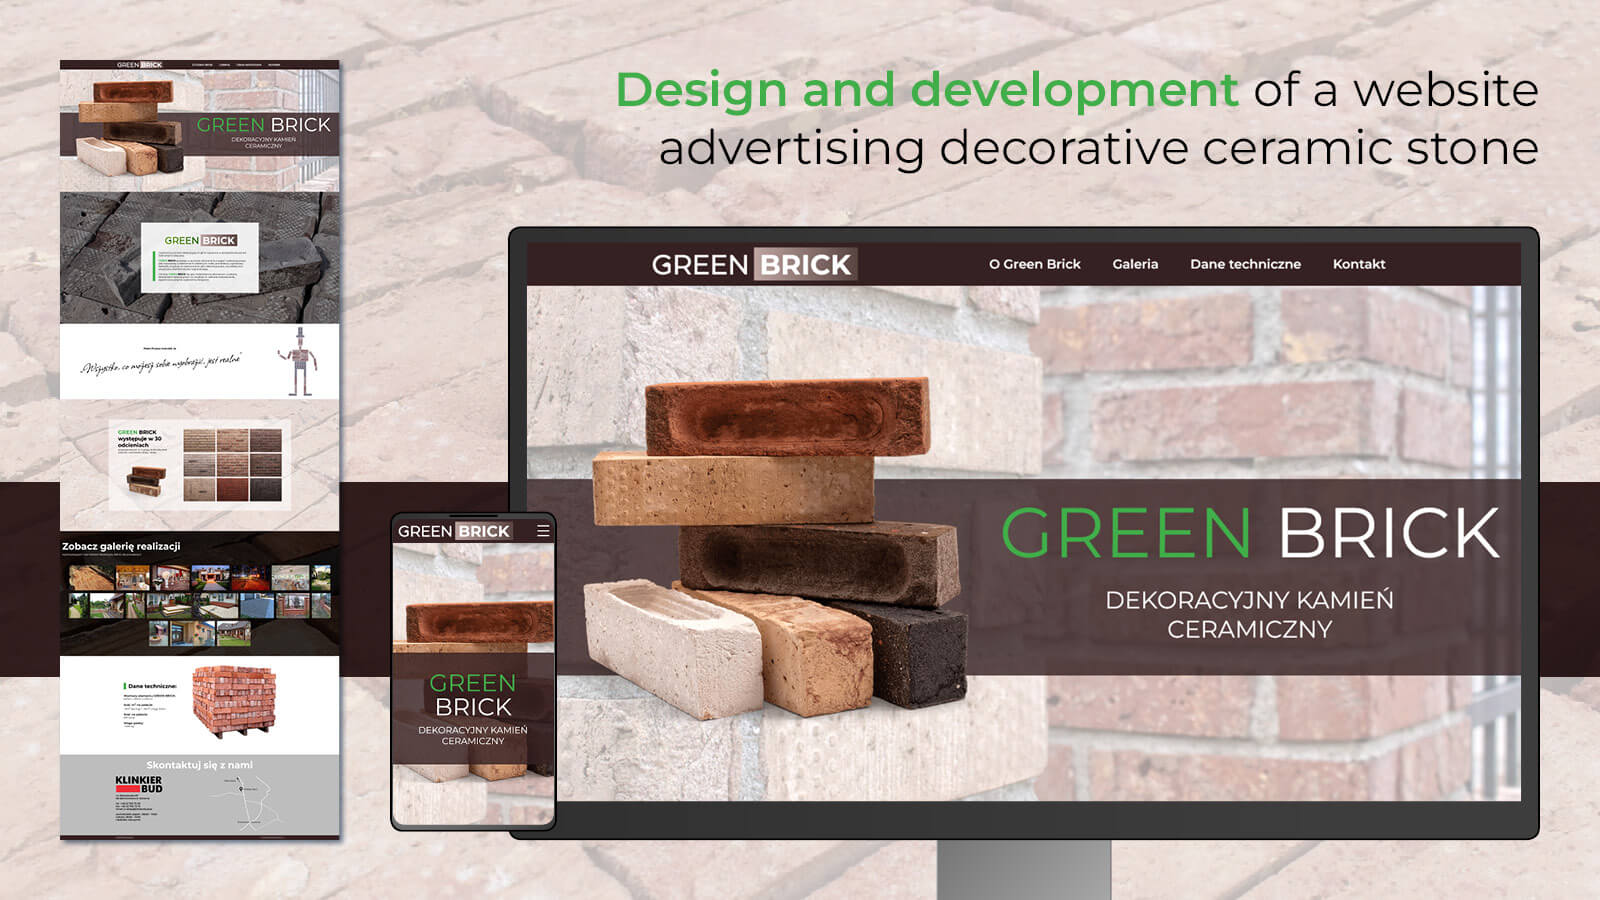 Design and development of a website
advertising decorative ceramic stone
GREEN BRICK
GREEN BRICK
DEKORACYJNY KAMIEŃ
CERAMICZNY
GREEN BRICK
„Wszystko, co możesz sobie wyobrazić, jest realne”
GREEN BRICK
występuje w 30
odcieniach
Zobacz galerię realizacji
Dane techniczne:
Skontaktuj się z nami
KLINKIER
BUD
GREEN BRICK
GREEN
BRICK
DEKORACYJNY KAMIEŃ
CERAMICZNY
GREEN BRICK O Green Brick Galeria Dane techniczne Kontakt
GREEN BRICK
DEKORACYJNY KAMIEŃ
CERAMICZNY